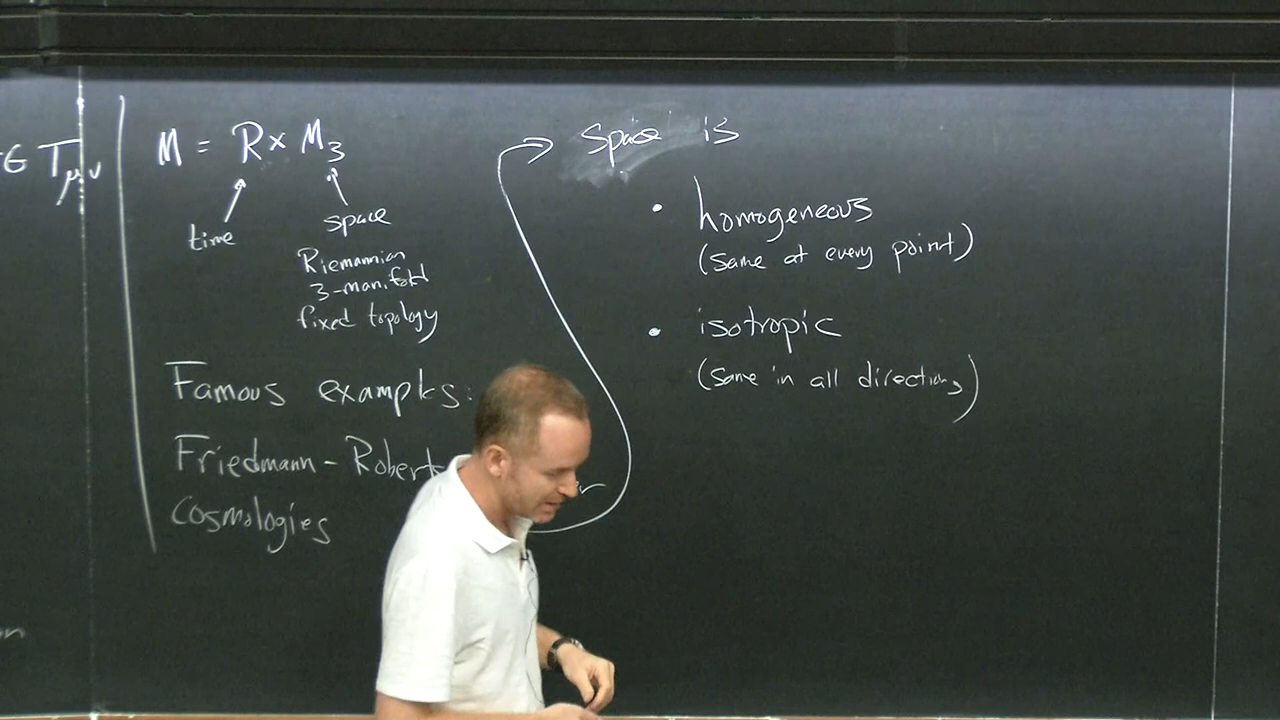 G Tμν
M = R × M3
time
space
Riemannian
3-manifold
fixed topology
Famous examples:
Friedmann - Roberts
cosmologies
Space is
• homogeneous
(same at every point)
• isotropic
(same in all directions)